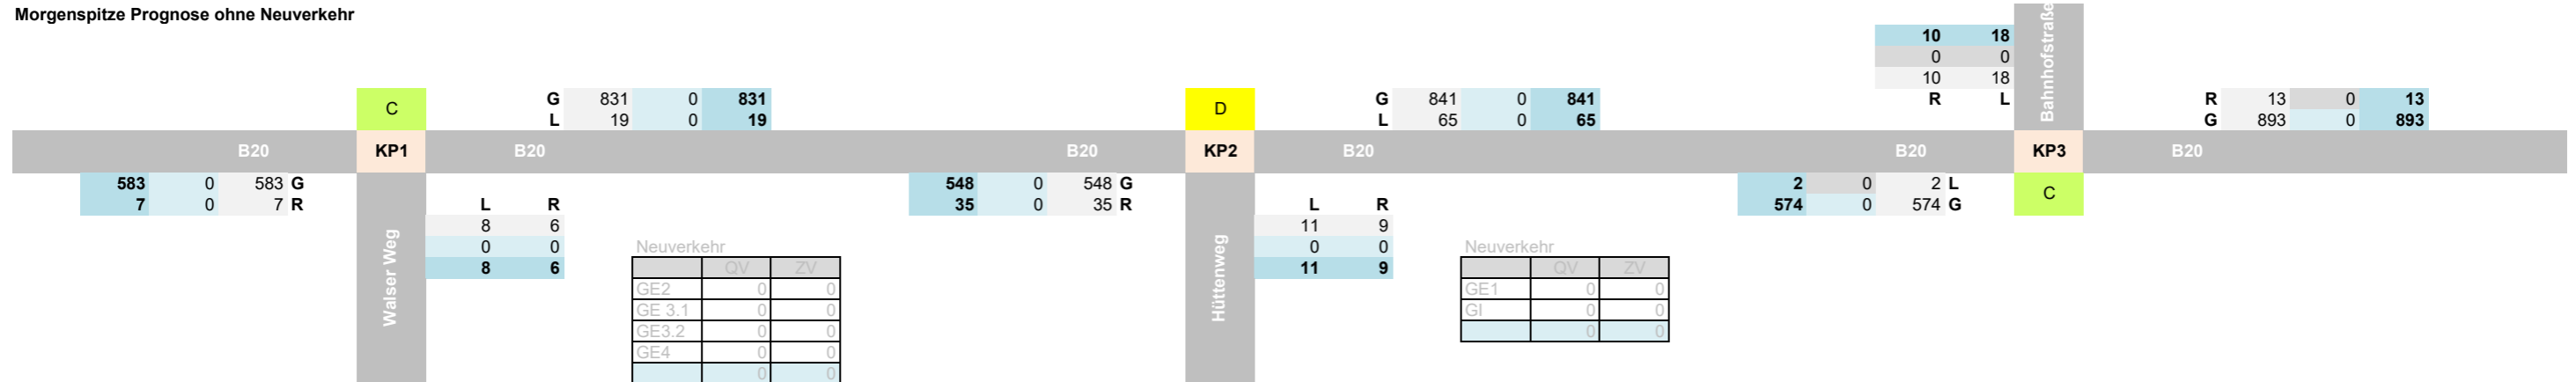 Morgenspitze Prognose ohne Neuverkehr
Bahnhofstraße
10 18
0 0
10 18
R L
C
G 831 0 831
L 19 0 19
D
G 841 0 841
L 65 0 65
R 13 0 13
G 893 0 893
B20 KP1 B20 B20 KP2 B20 B20 KP3 B20
583 0 583 G
7 0 7 R
548 0 548 G
35 0 35 R
2 0 2 L
574 0 574 G
C
Walser Weg
L R
8 6
0 0
8 6
Neuverkehr
QV ZV
GE2 0 0
GE 3.1 0 0
GE3.2 0 0
GE4 0 0
0 0
Hüttenweg
L R
11 9
0 0
11 9
Neuverkehr
QV ZV
GE1 0 0
GI 0 0
0 0